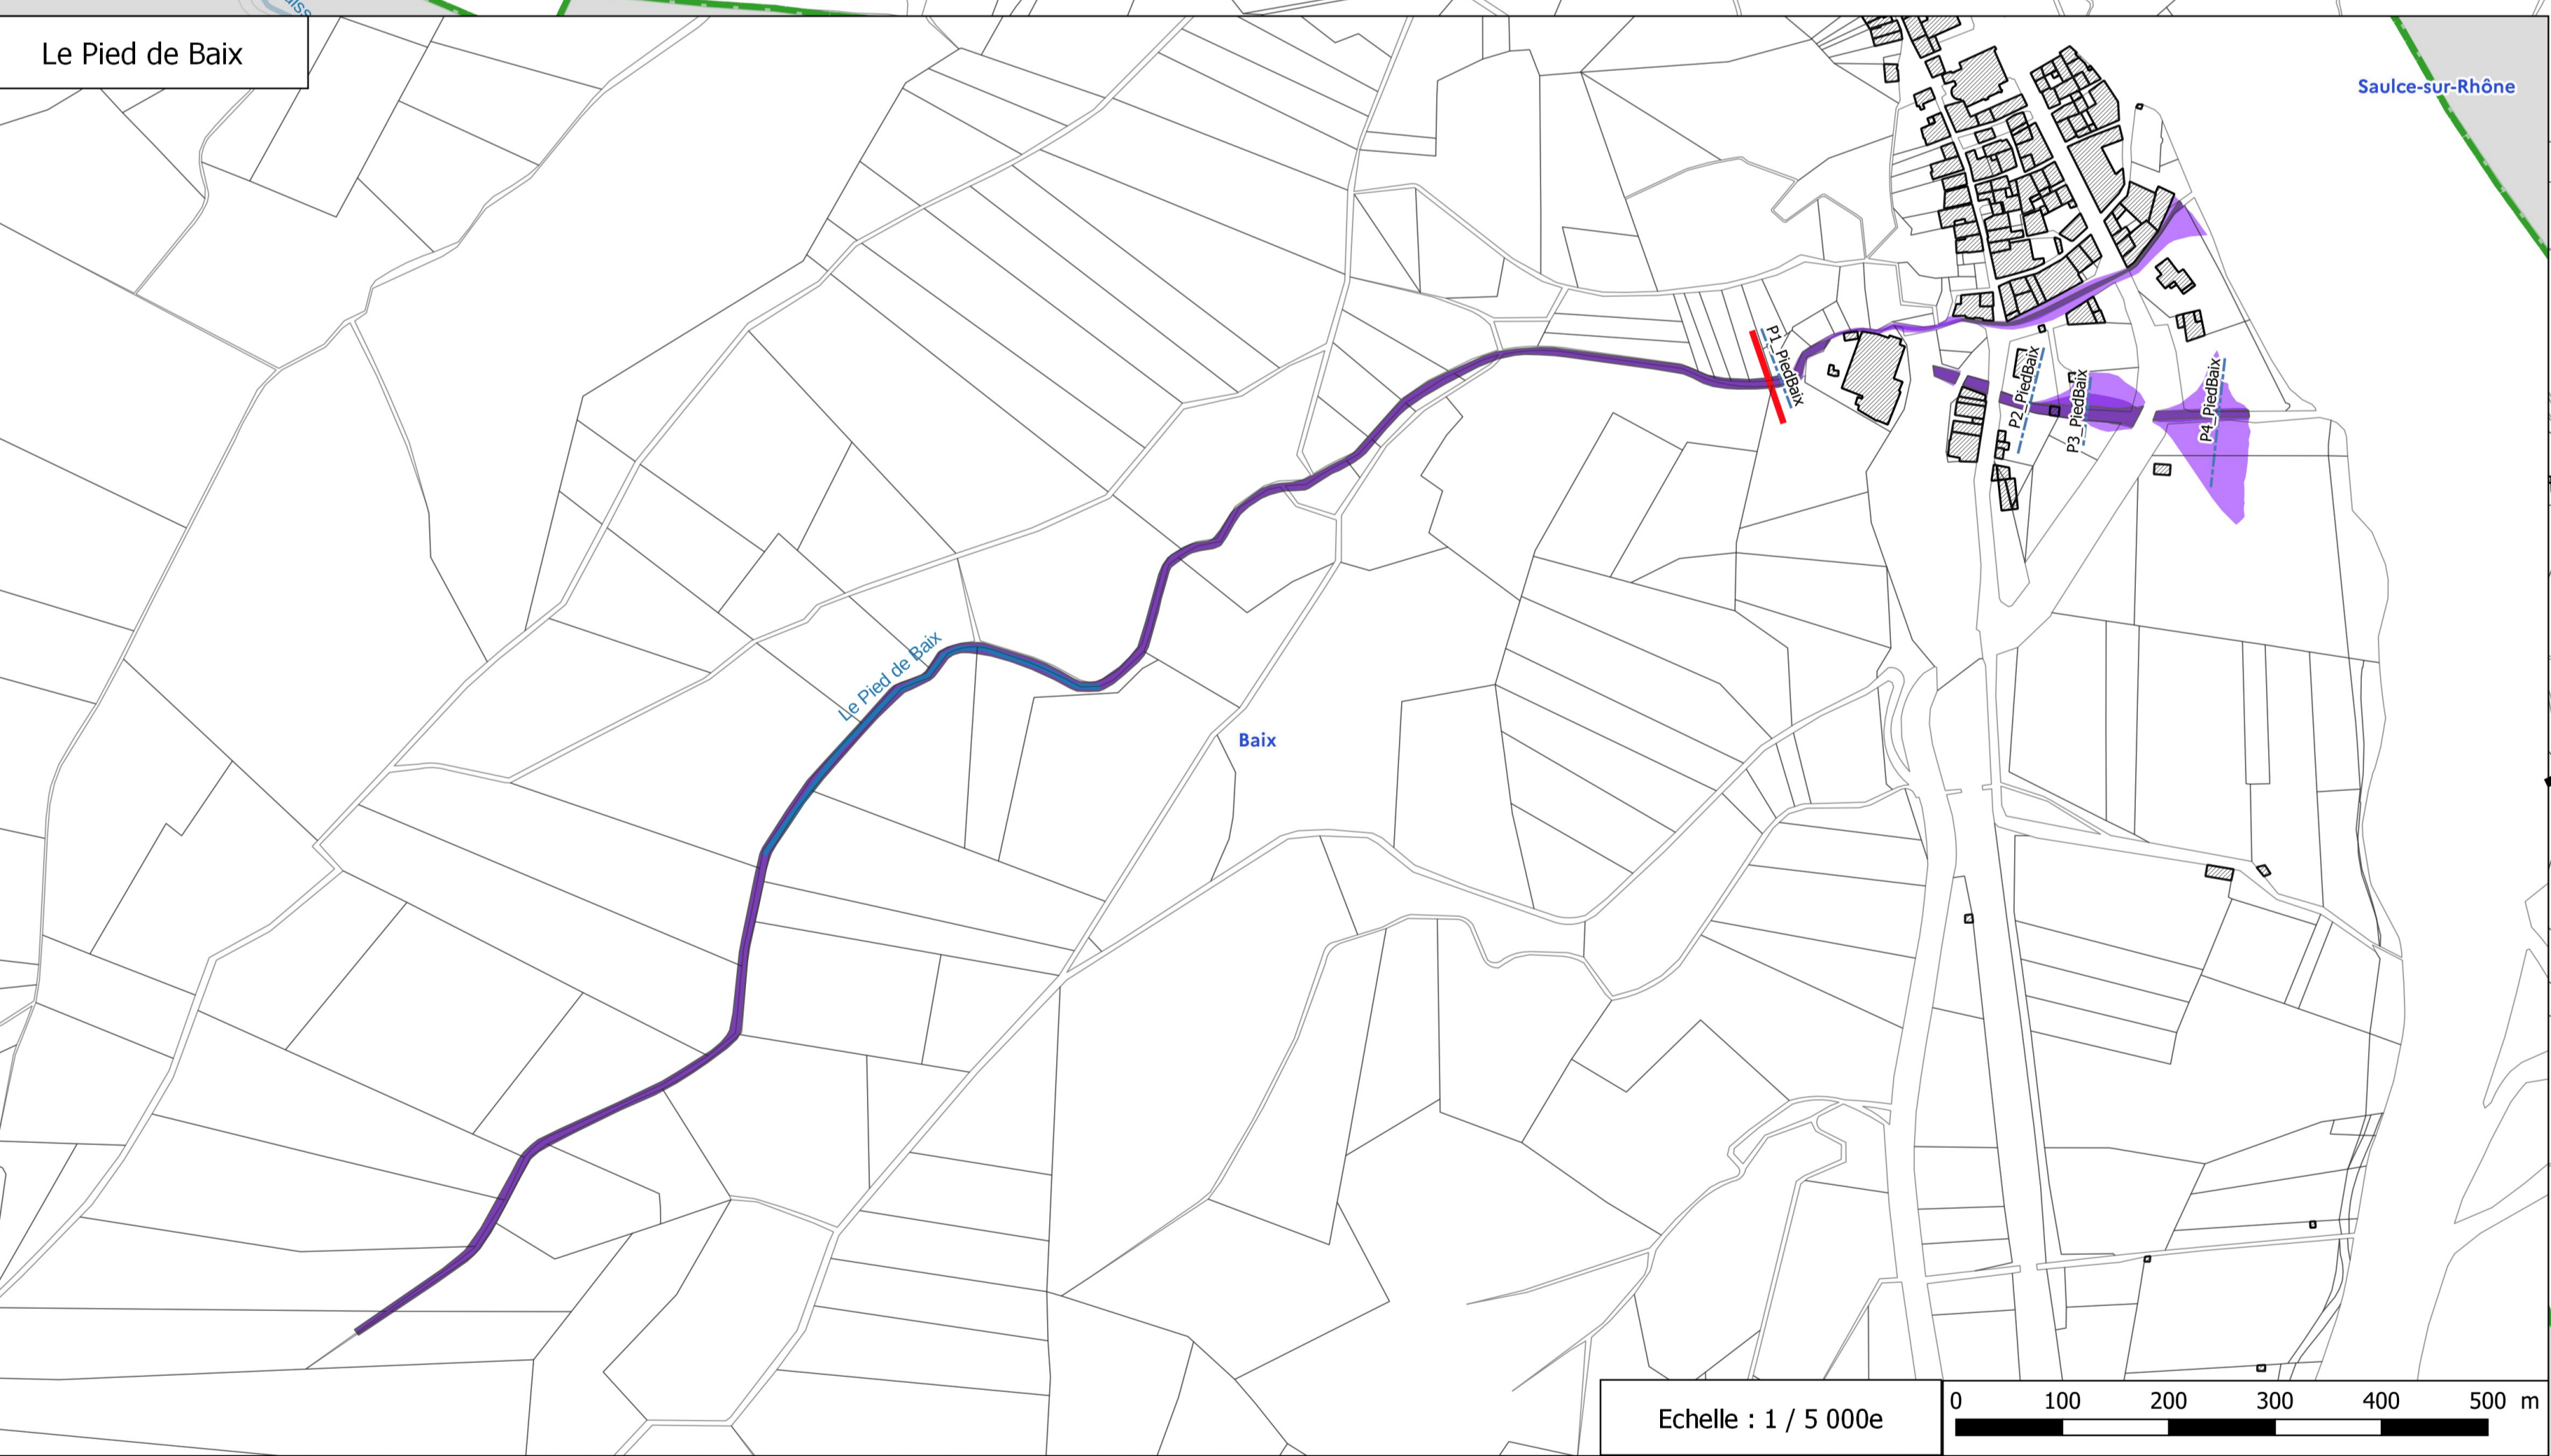 Le Pied de Baix
Saulce-sur-Rhône
P1_PiedBaix
P2_PiedBaix
P3_PiedBaix
P4_PiedBaix
Le Pied de Baix
Baix
Echelle : 1 / 5 000e
0 100 200 300 400 500 m